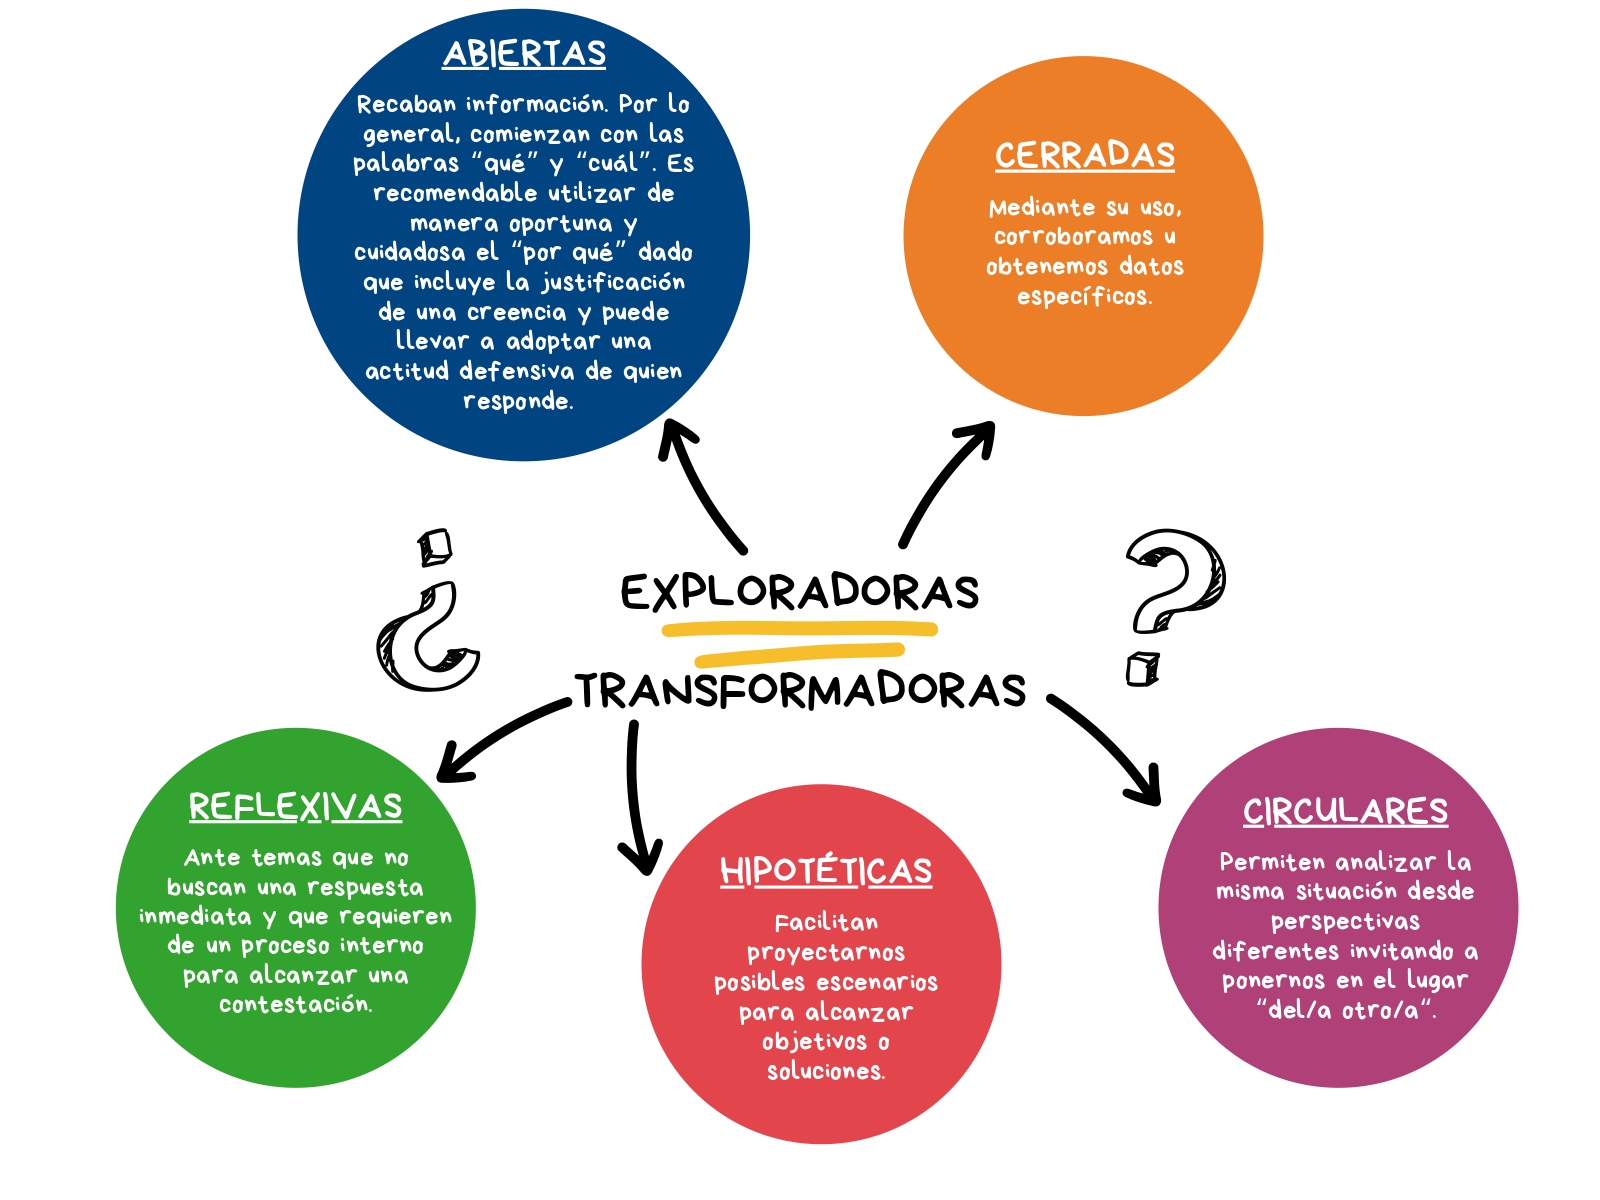 ABIERTAS
Recaban información. Por lo
general, comienzan con las
palabras “qué” y “cuál”. Es
recomendable utilizar de
manera oportuna y
cuidadosa el “por qué” dado
que incluye la justificación
de una creencia y puede
llevar a adoptar una
actitud defensiva de quien
responde.
CERRADAS
Mediante su uso,
corroboramos u
obtenemos datos
específicos.
¿
?
EXPLORADORAS
TRANSFORMADORAS
REFLEXIVAS
Ante temas que no
buscan una respuesta
inmediata y que requieren
de un proceso interno
para alcanzar una
contestación.
HIPOTÉTICAS
Facilitan
proyectarnos
posibles escenarios
para alcanzar
objetivos o
soluciones.
CIRCULARES
Permiten analizar la
misma situación desde
perspectivas
diferentes invitando a
ponernos en el lugar
“del/a otro/a“.